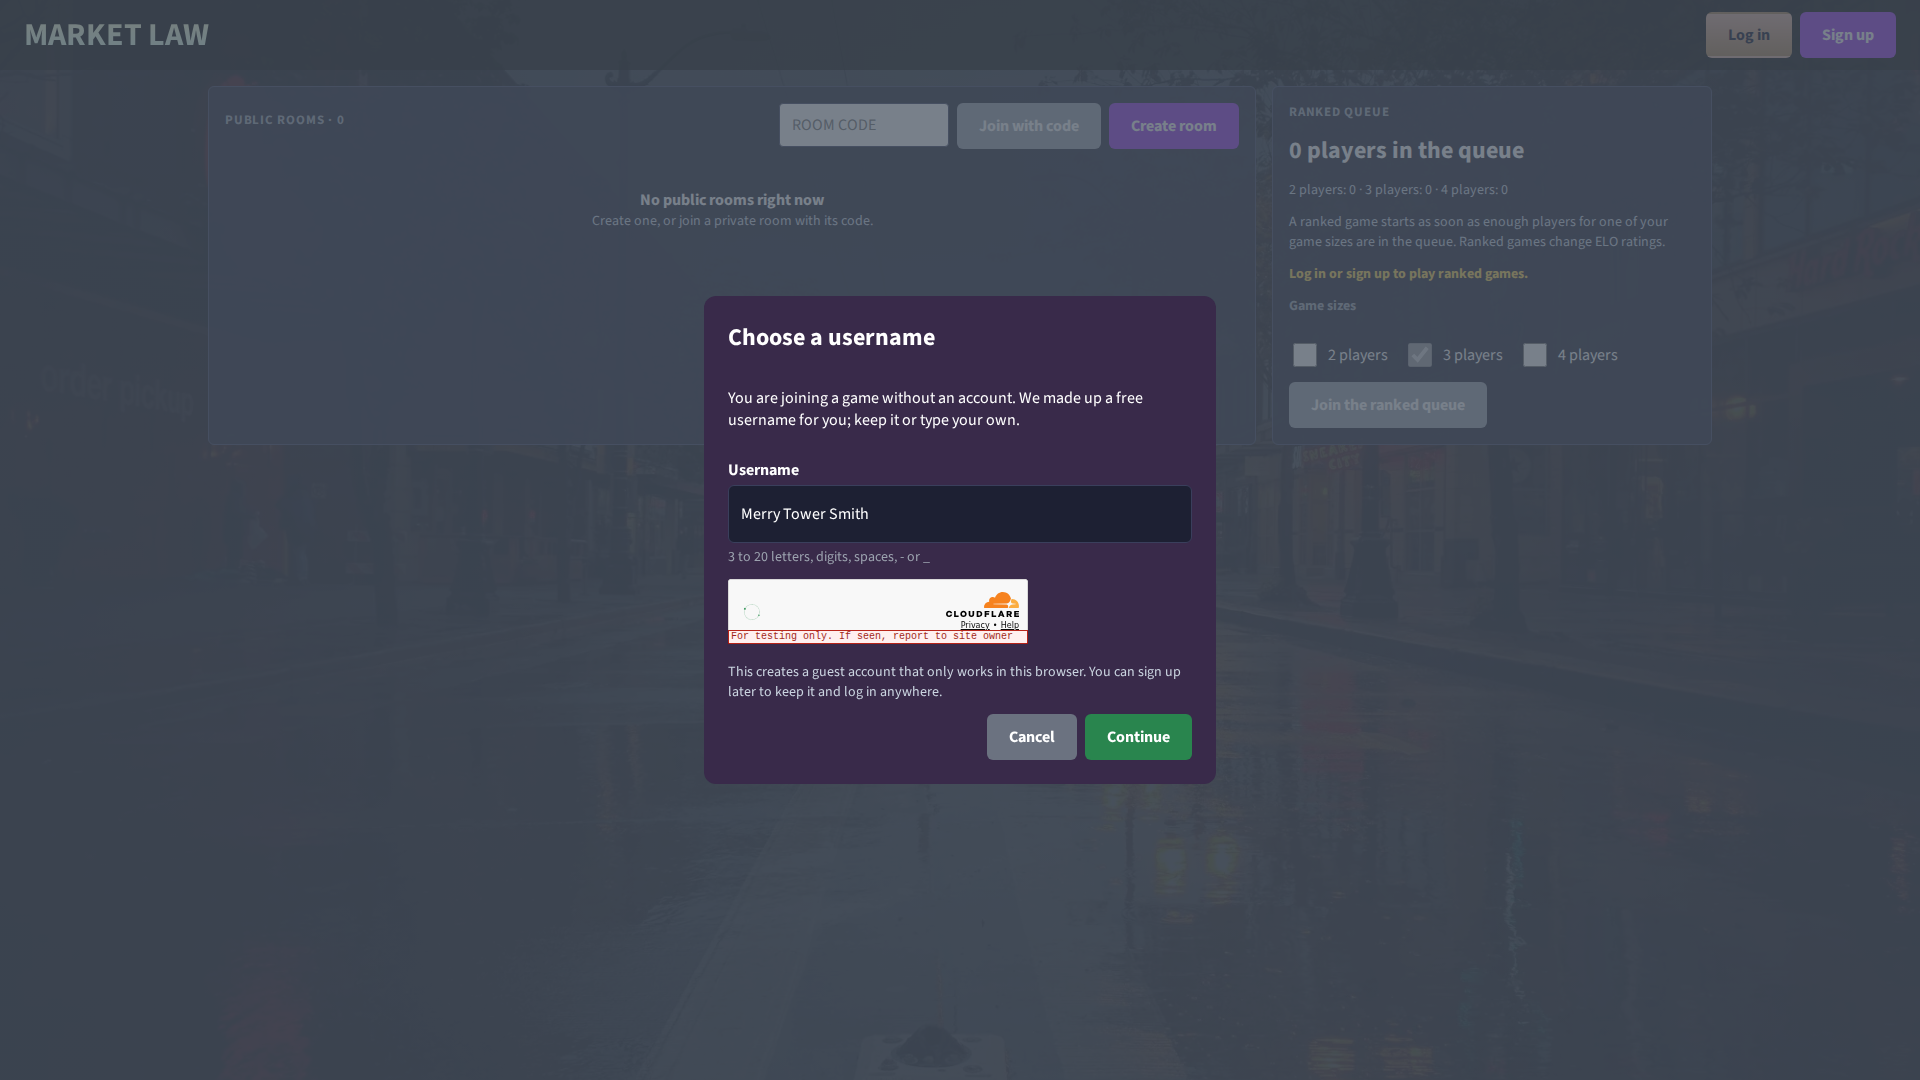 MARKET LAW
Log in
Sign up
PUBLIC ROOMS · 0
ROOM CODE
Join with code
Create room
No public rooms right now
Create one, or join a private room with its code.
RANKED QUEUE
0 players in the queue
2 players: 0 · 3 players: 0 · 4 players: 0
A ranked game starts as soon as enough players for one of your
game sizes are in the queue. Ranked games change ELO ratings.
Log in or sign up to play ranked games.
Game sizes
2 players
3 players
4 players
Join the ranked queue
order pickup
Choose a username
You are joining a game without an account. We made up a free
username for you; keep it or type your own.
Username
Merry Tower Smith
3 to 20 letters, digits, spaces, - or _
CLOUDFLARE
Privacy • Help
For testing only. If seen, report to site owner
This creates a guest account that only works in this browser. You can sign up
later to keep it and log in anywhere.
Cancel
Continue